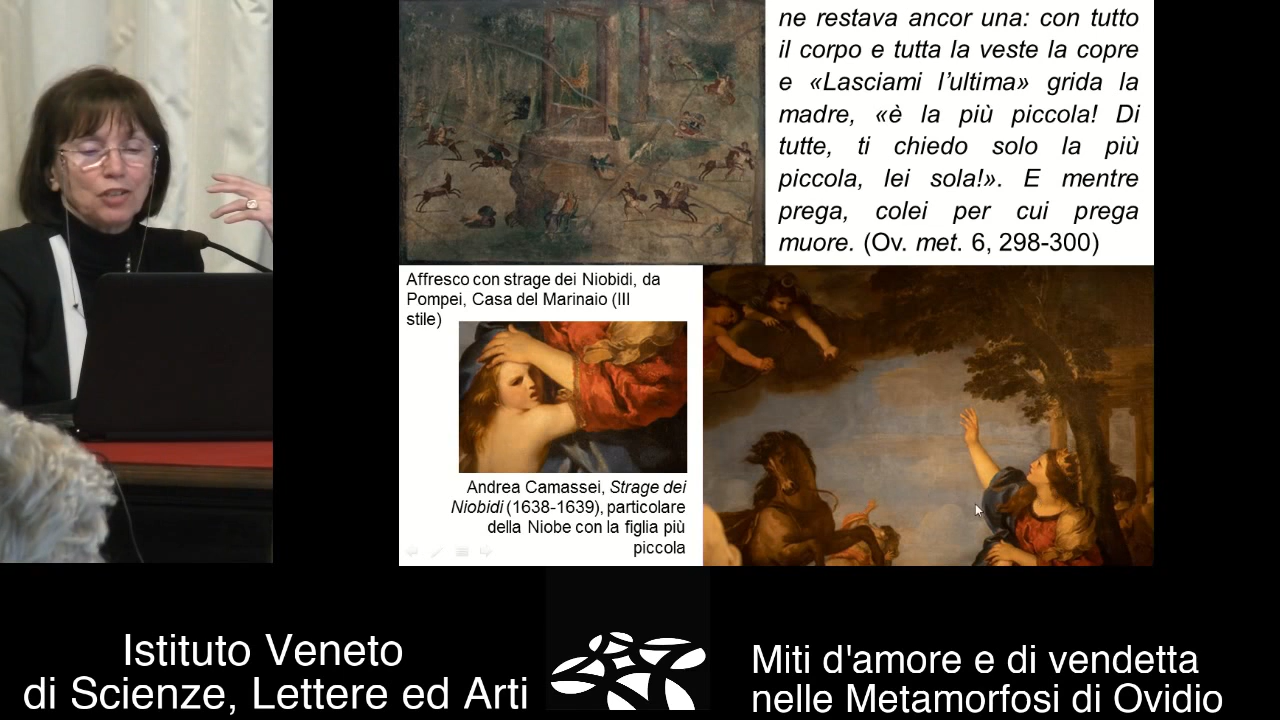 ne restava ancor una: con tutto
il corpo e tutta la veste la copre
e «Lasciami l'ultima» grida la
madre, «è la più piccola! Di
tutte, ti chiedo solo la più
piccola, lei sola!». E mentre
prega, colei per cui prega
muore. (Ov. met. 6, 298-300)
Affresco con strage dei Niobidi, da
Pompei, Casa del Marinaio (III
stile)
Andrea Camassei, Strage dei
Niobidi (1638-1639), particolare
della Niobe con la figlia più
piccola
Istituto Veneto
di Scienze, Lettere ed Arti
Miti d'amore e di vendetta
nelle Metamorfosi di Ovidio